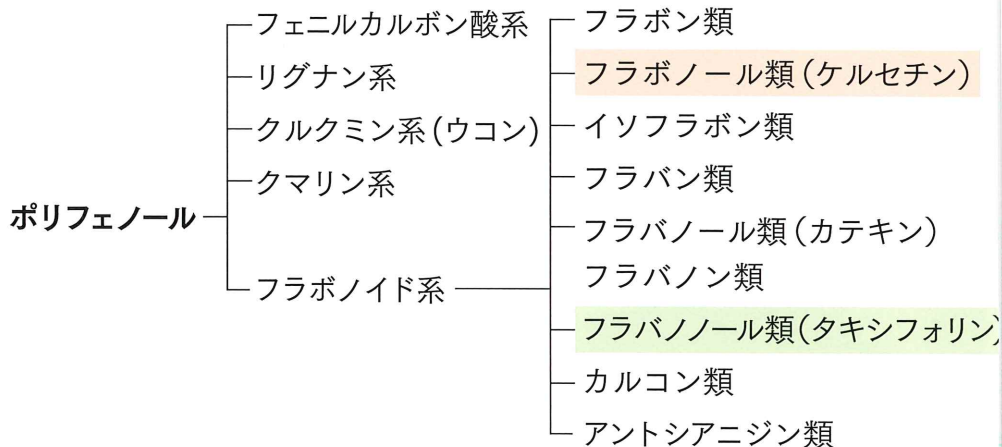 ポリフェノール
フェニルカルボン酸系
リグナン系
クルクミン系(ウコン)
クマリン系
フラボノイド系
フラボン類
フラボノール類(ケルセチン)
イソフラボン類
フラバン類
フラバノール類(カテキン)
フラバノン類
フラバノノール類(タキシフォリン)
カルコン類
アントシアニジン類